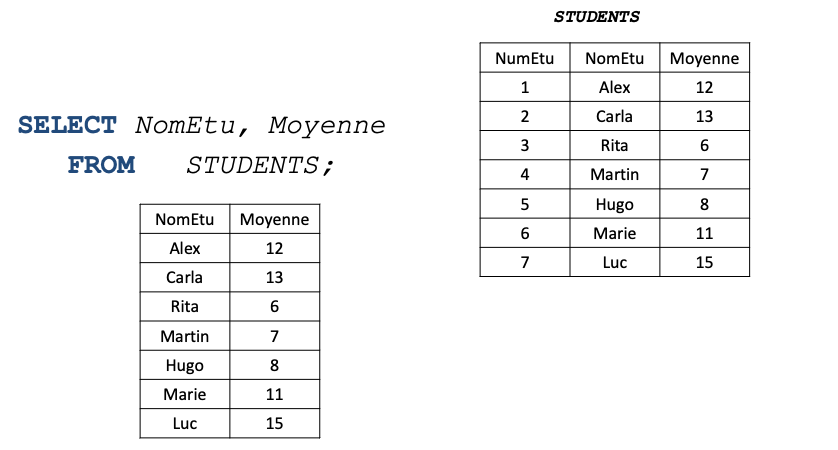 STUDENTS
NumEtu NomEtu Moyenne
1 Alex 12
2 Carla 13
3 Rita 6
4 Martin 7
5 Hugo 8
6 Marie 11
7 Luc 15
SELECT NomEtu, Moyenne
FROM STUDENTS;
NomEtu Moyenne
Alex 12
Carla 13
Rita 6
Martin 7
Hugo 8
Marie 11
Luc 15